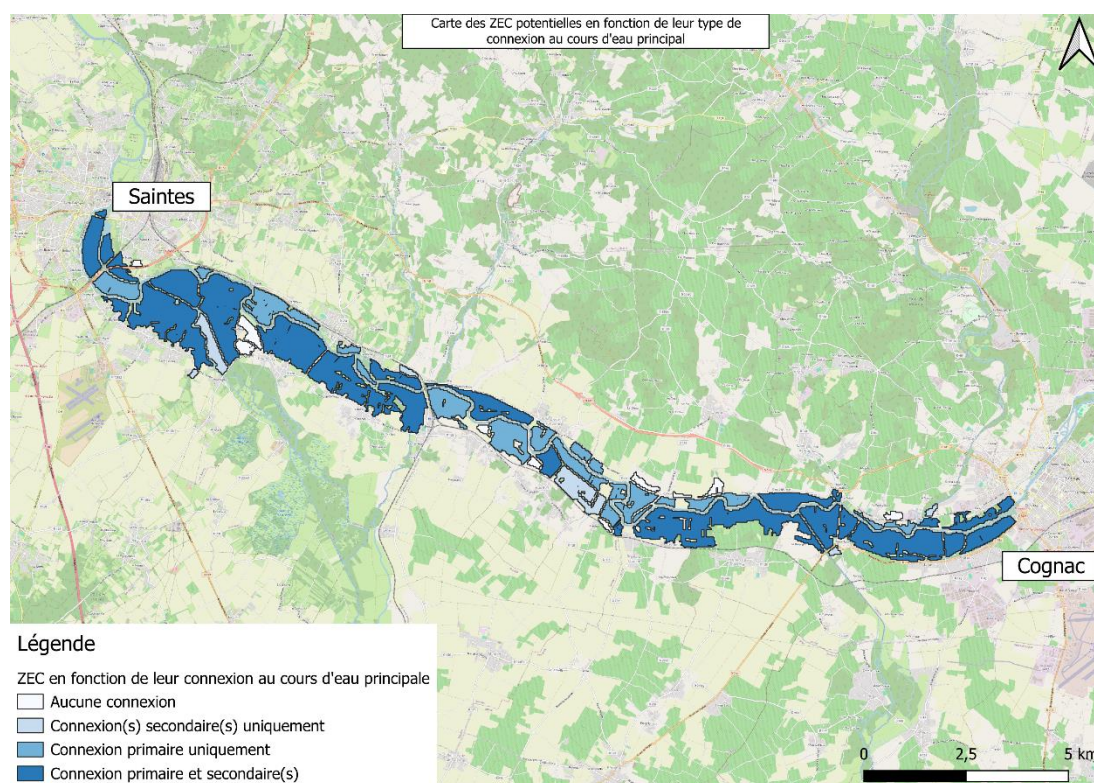 Carte des ZEC potentielles en fonction de leur type de
connexion au cours d'eau principal
Saintes
Cognac
Légende
ZEC en fonction de leur connexion au cours d'eau principale
Aucune connexion
Connexion(s) secondaire(s) uniquement
Connexion primaire uniquement
Connexion primaire et secondaire(s)
0 2,5 5 km